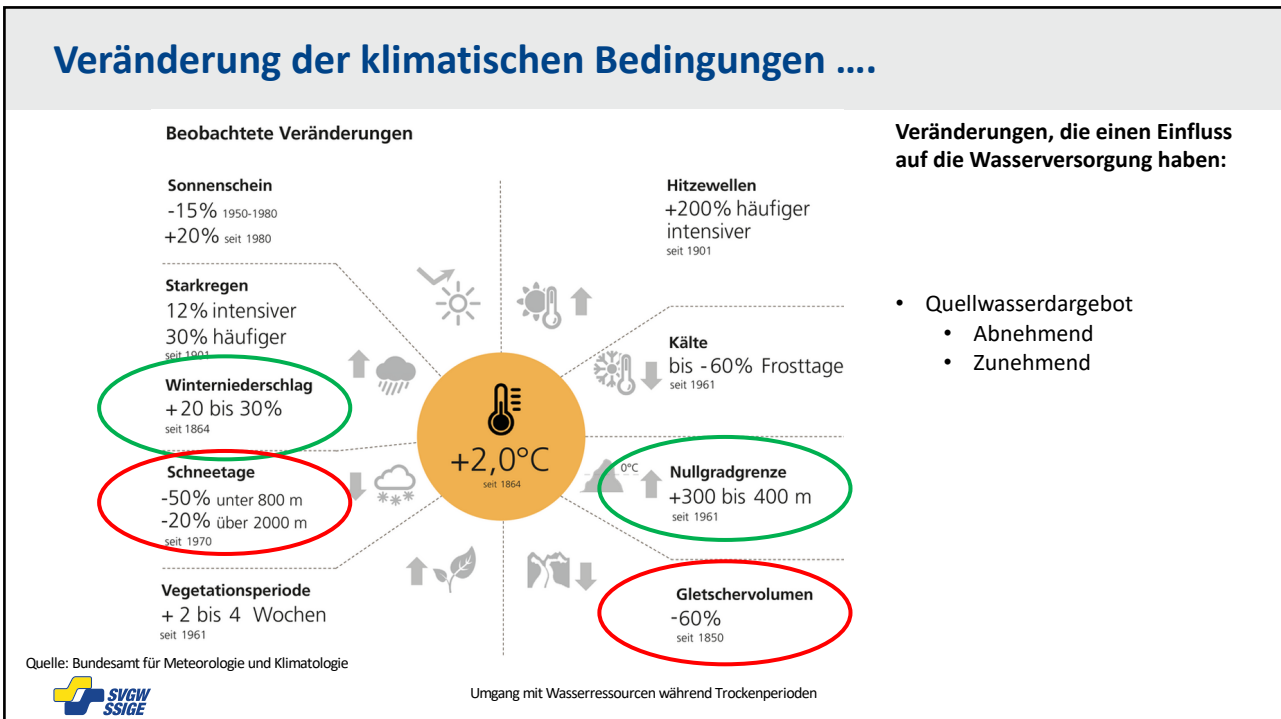 Veränderung der klimatischen Bedingungen ....
Beobachtete Veränderungen
Sonnenschein
-15% 1950-1980
+20% seit 1980
Starkregen
12% intensiver
30% häufiger
seit 1901
Winterniederschlag
+20 bis 30%
seit 1864
Schneetage
-50% unter 800 m
-20% über 2000 m
seit 1970
Vegetationsperiode
+ 2 bis 4 Wochen
seit 1961
+2,0°C
seit 1864
Hitzewellen
+200% häufiger
intensiver
seit 1901
Kälte
bis -60% Frosttage
seit 1961
0°C
Nullgradgrenze
+300 bis 400 m
seit 1961
Gletschervolumen
-60%
seit 1850
Veränderungen, die einen Einfluss
auf die Wasserversorgung haben:
• Quellwasserdargebot
• Abnehmend
• Zunehmend
Quelle: Bundesamt für Meteorologie und Klimatologie
SVGW
SSIGE
Umgang mit Wasserressourcen während Trockenperioden